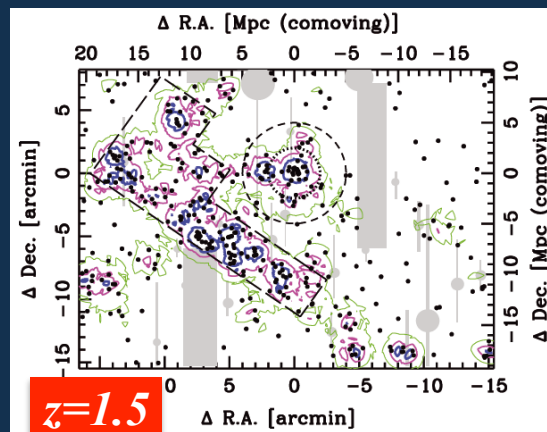 Δ R.A. [Mpc (comoving)]
20 15 10 5 0 −5 −10 −15
Δ Dec. [arcmin]
5
0
−5
−10
−15
10
5
0
−5
−10
−15
Δ Dec. [Mpc (comoving)]
10 5 0 −5 −10 −15
Δ R.A. [arcmin]
z=1.5